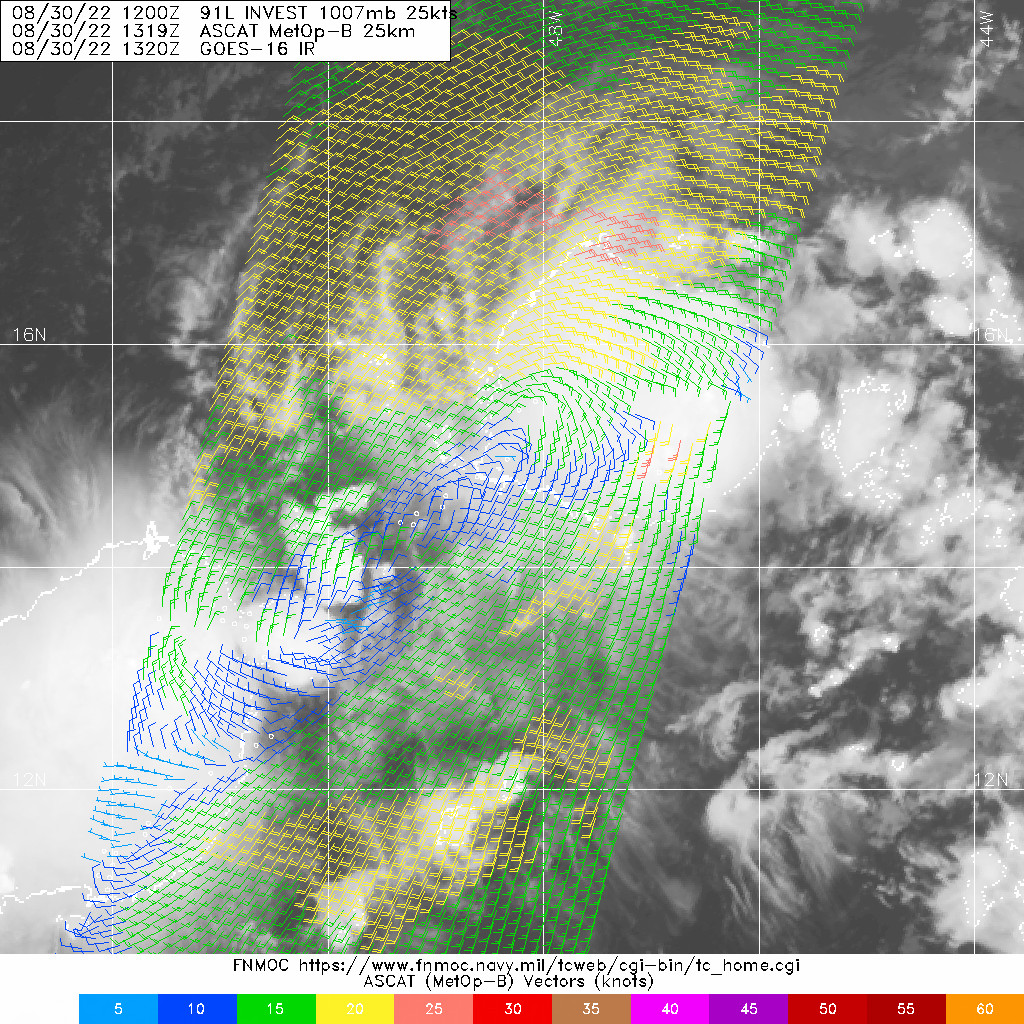 08/30/22 1200Z 91L INVEST 1007mb 25kts
08/30/22 1319Z ASCAT MetOp-B 25km
08/30/22 1320Z GOES-16 IR
48W
44W
16N
16N
12N
12N
FNMOC https://www.fnmoc.navy.mil/tcweb/cgi-bin/tc_home.cgi
ASCAT (MetOp-B) Vectors (knots)
5 10 15 20 25 30 35 40 45 50 55 60